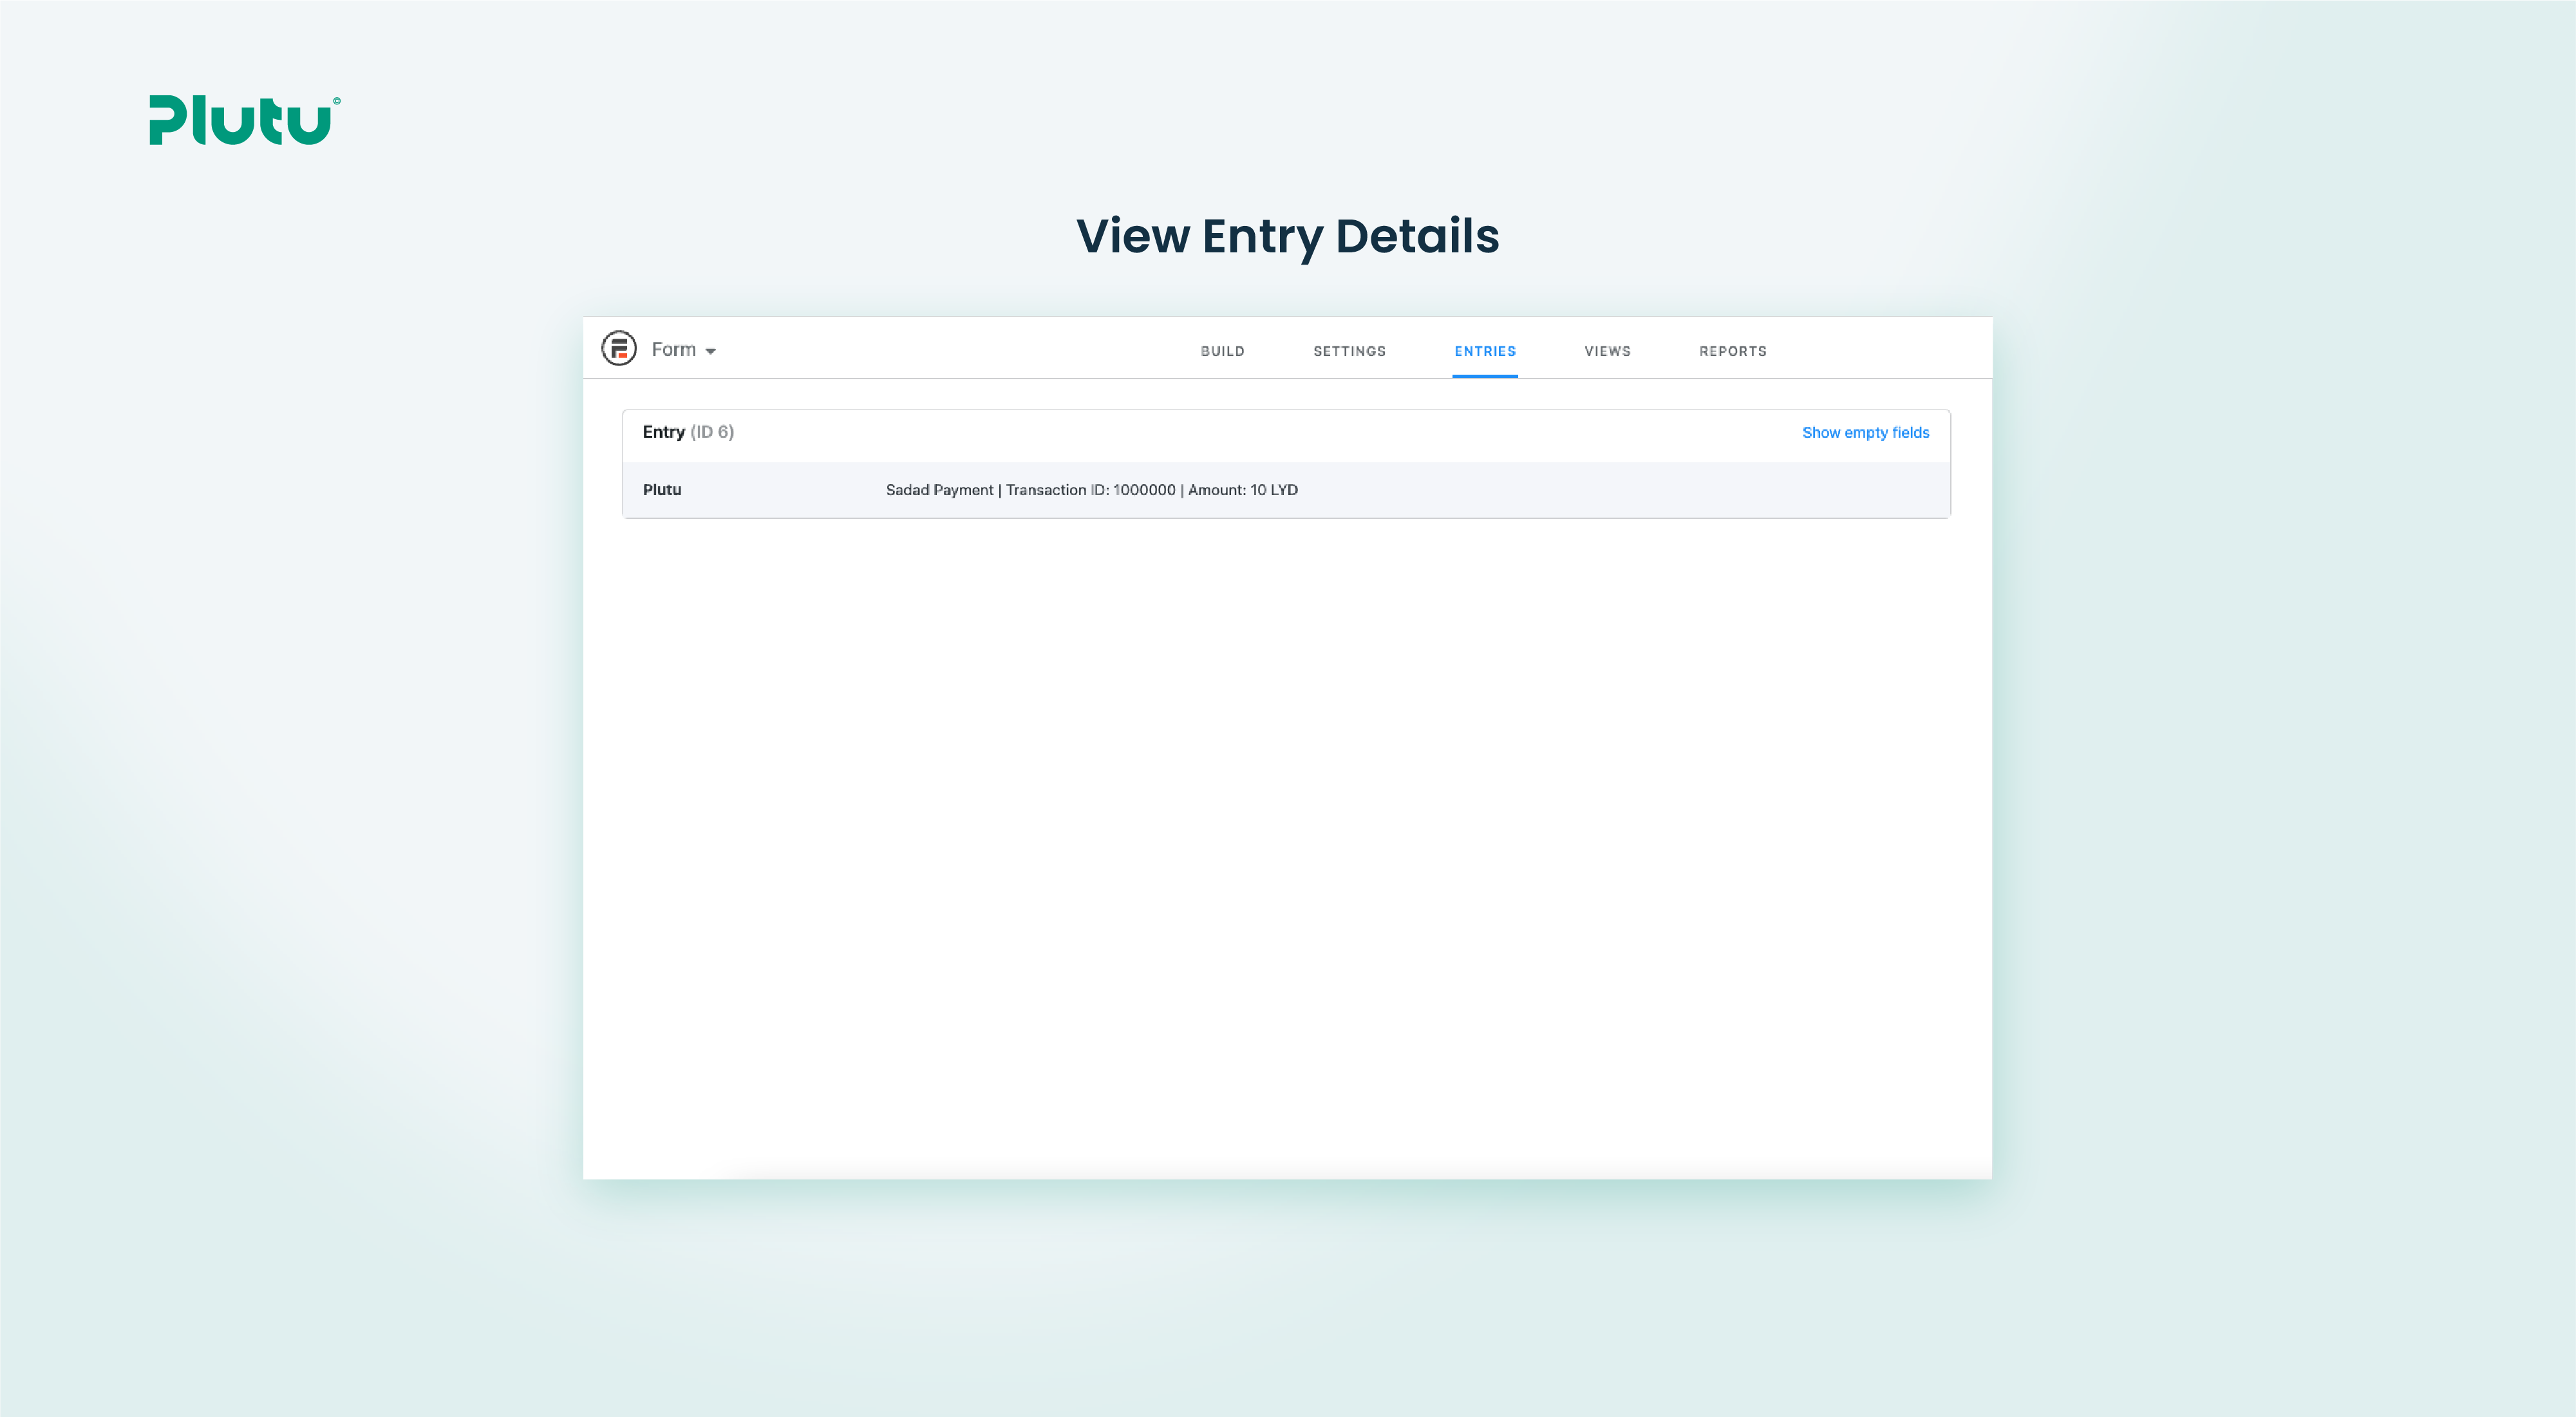 Plutu©
View Entry Details
Form
BUILD SETTINGS ENTRIES VIEWS REPORTS
Entry (ID 6) Show empty fields
Plutu Sadad Payment | Transaction ID: 1000000 | Amount: 10 LYD